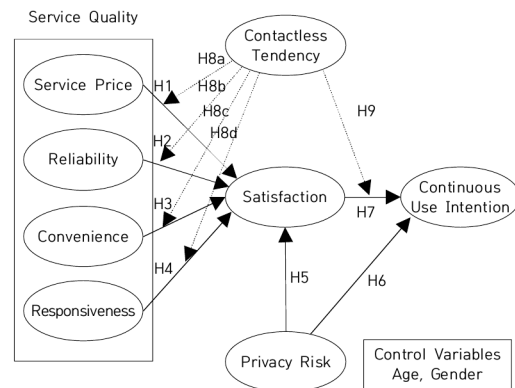 Service Quality
Contactless
Tendency
H8a
H8b
H8c
H8d
Service Price
H1
H9
Reliability
H2
Satisfaction
Continuous
Use Intention
H3
H7
Convenience
H4
H5
H6
Responsiveness
Privacy Risk
Control Variables
Age, Gender